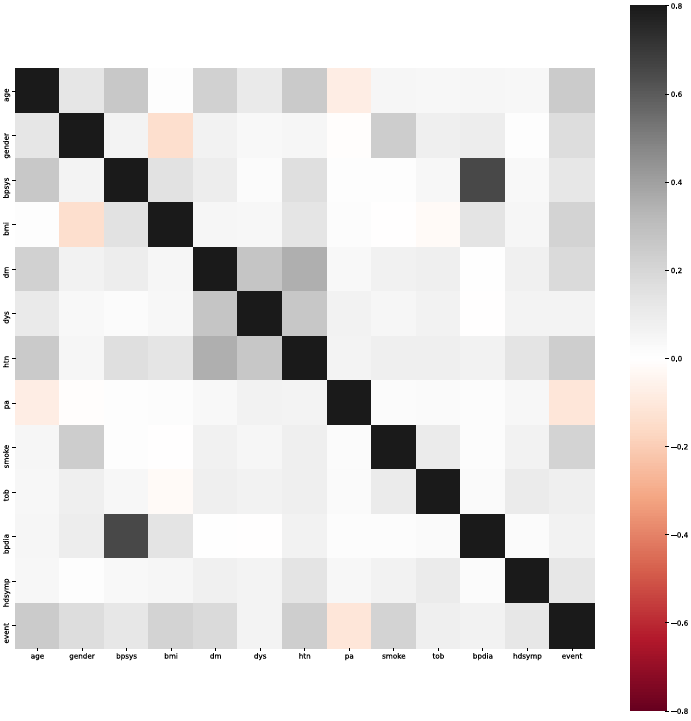 0.8
0.6
0.4
0.2
0.0
−0.2
−0.4
−0.6
−0.8
age
gender
bpsys
bmi
dm
dys
htn
pa
smoke
tob
bpdia
hdsymp
event
age gender bpsys bmi dm dys htn pa smoke tob bpdia hdsymp event